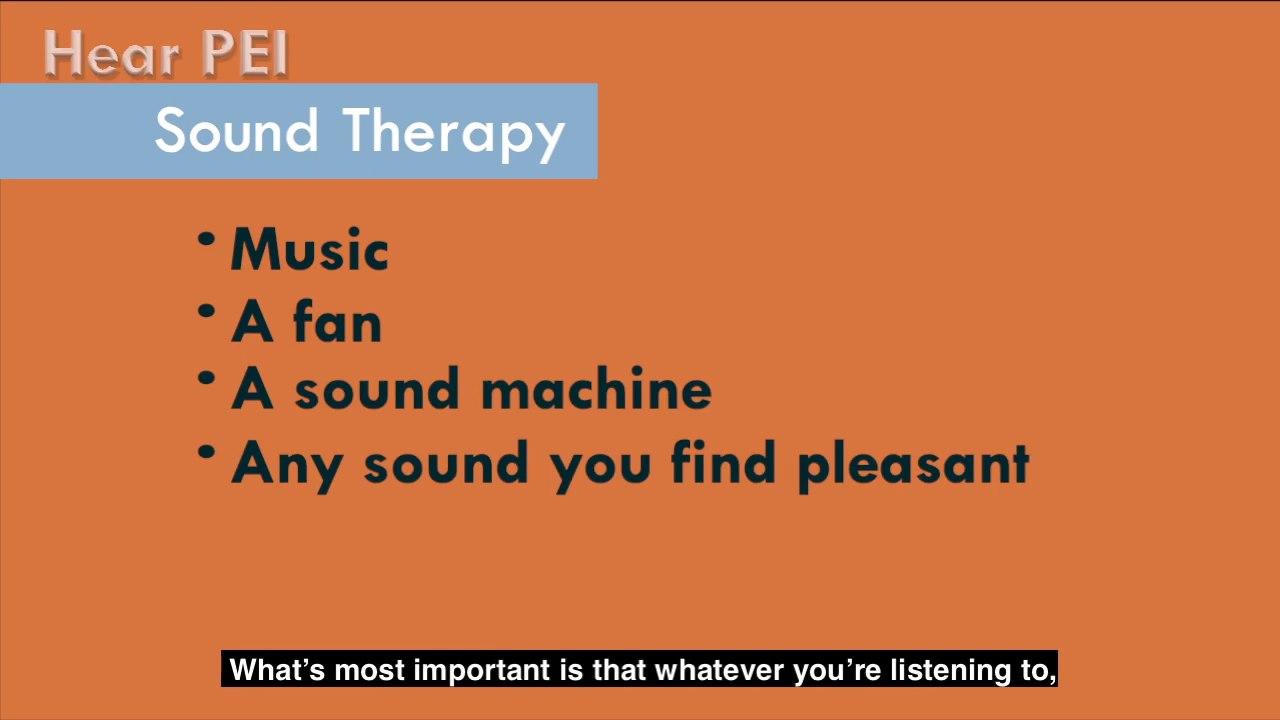 Hear PEI
Sound Therapy
• Music
• A fan
• A sound machine
• Any sound you find pleasant
What’s most important is that whatever you’re listening to,